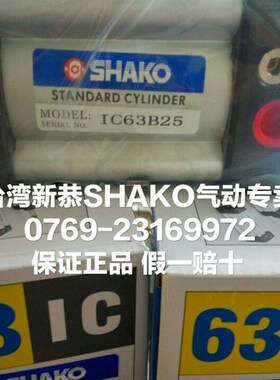 SHAKO
STANDARD CYLINDER
MODEL: IC63B25
SERIAL NO.
台湾新恭SHAKO气动专卖
0769-23169972
保证正品 假一赔十
IC
63